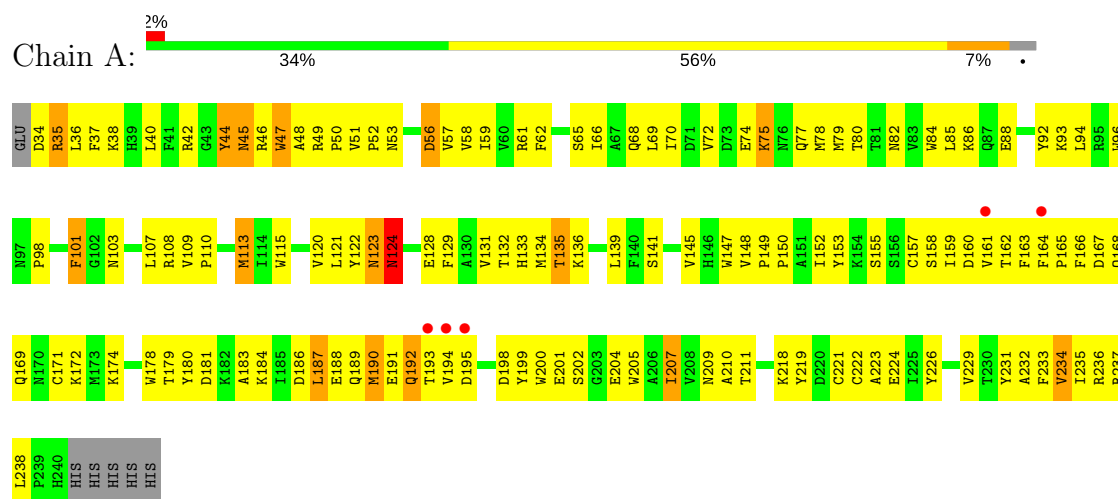 2%
Chain A:
34% 56% 7% •
GLU D34 R35 L36 F37 K38 H39 L40 F41 R42 G43 Y44 N45 R46 W47 A48 R49 P50 V51 P52 N53 D56 V57 V58 I59 V60 R61 F62 S65 I66 A67 Q68 L69 I70 D71 V72 D73 E74 K75 N76 Q77 M78 M79 T80 T81 N82 V83 W84 L85 K86 Q87 E88 Y92 K93 L94 R95 W96
N97 P98 F101 G102 N103 L107 R108 V109 P110 M113 I114 W115 V120 L121 Y122 N123 N124 E128 F129 A130 V131 T132 H133 M134 T135 K136 L139 F140 S141 V145 H146 W147 V148 P149 P150 A151 I152 Y153 K154 S155 S156 C157 S158 I159 D160 V161 T162 F163 F164 P165 F166 D167 Q168
Q169 N170 C171 K172 M173 K174 W178 T179 Y180 D181 K182 A183 K184 I185 D186 L187 E188 Q189 M190 E191 Q192 T193 V194 D195 D198 Y199 W200 E201 S202 G203 E204 W205 A206 I207 V208 N209 A210 T211 K218 Y219 D220 C221 C222 A223 E224 I225 Y226 V229 T230 Y231 A232 F233 V234 I235 R236 R237
L238 P239 H240 HIS HIS HIS HIS HIS